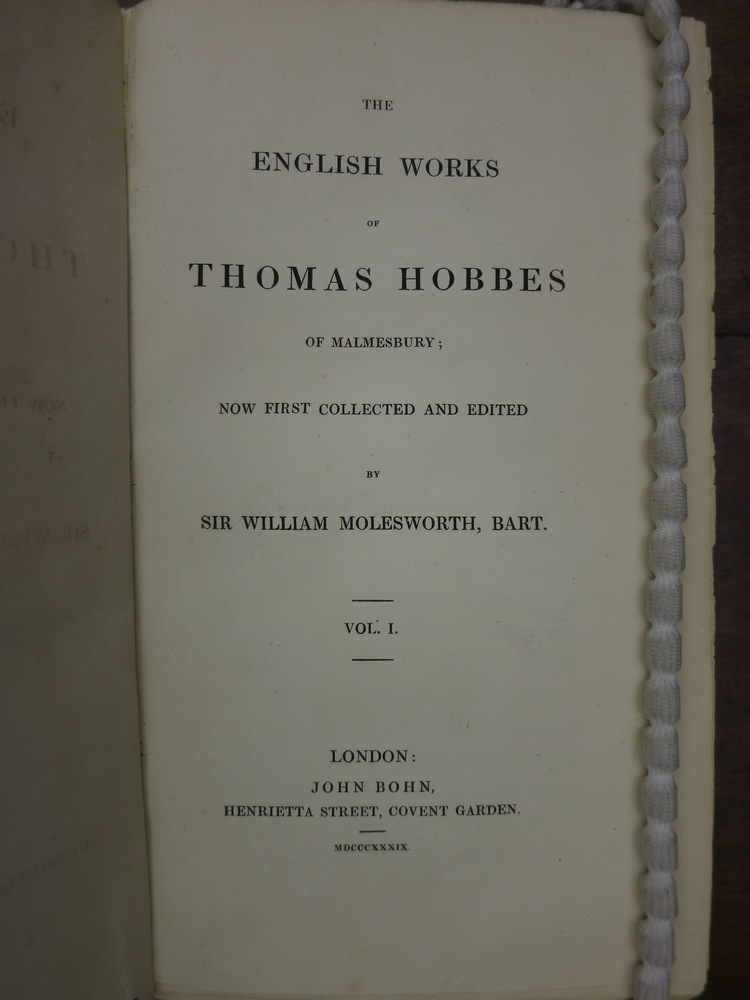 THE
ENGLISH WORKS
OF
THOMAS HOBBES
OF MALMESBURY;
NOW FIRST COLLECTED AND EDITED
BY
SIR WILLIAM MOLESWORTH, BART.
VOL. I.
LONDON:
JOHN BOHN,
HENRIETTA STREET, COVENT GARDEN.
MDCCCXXXIX.